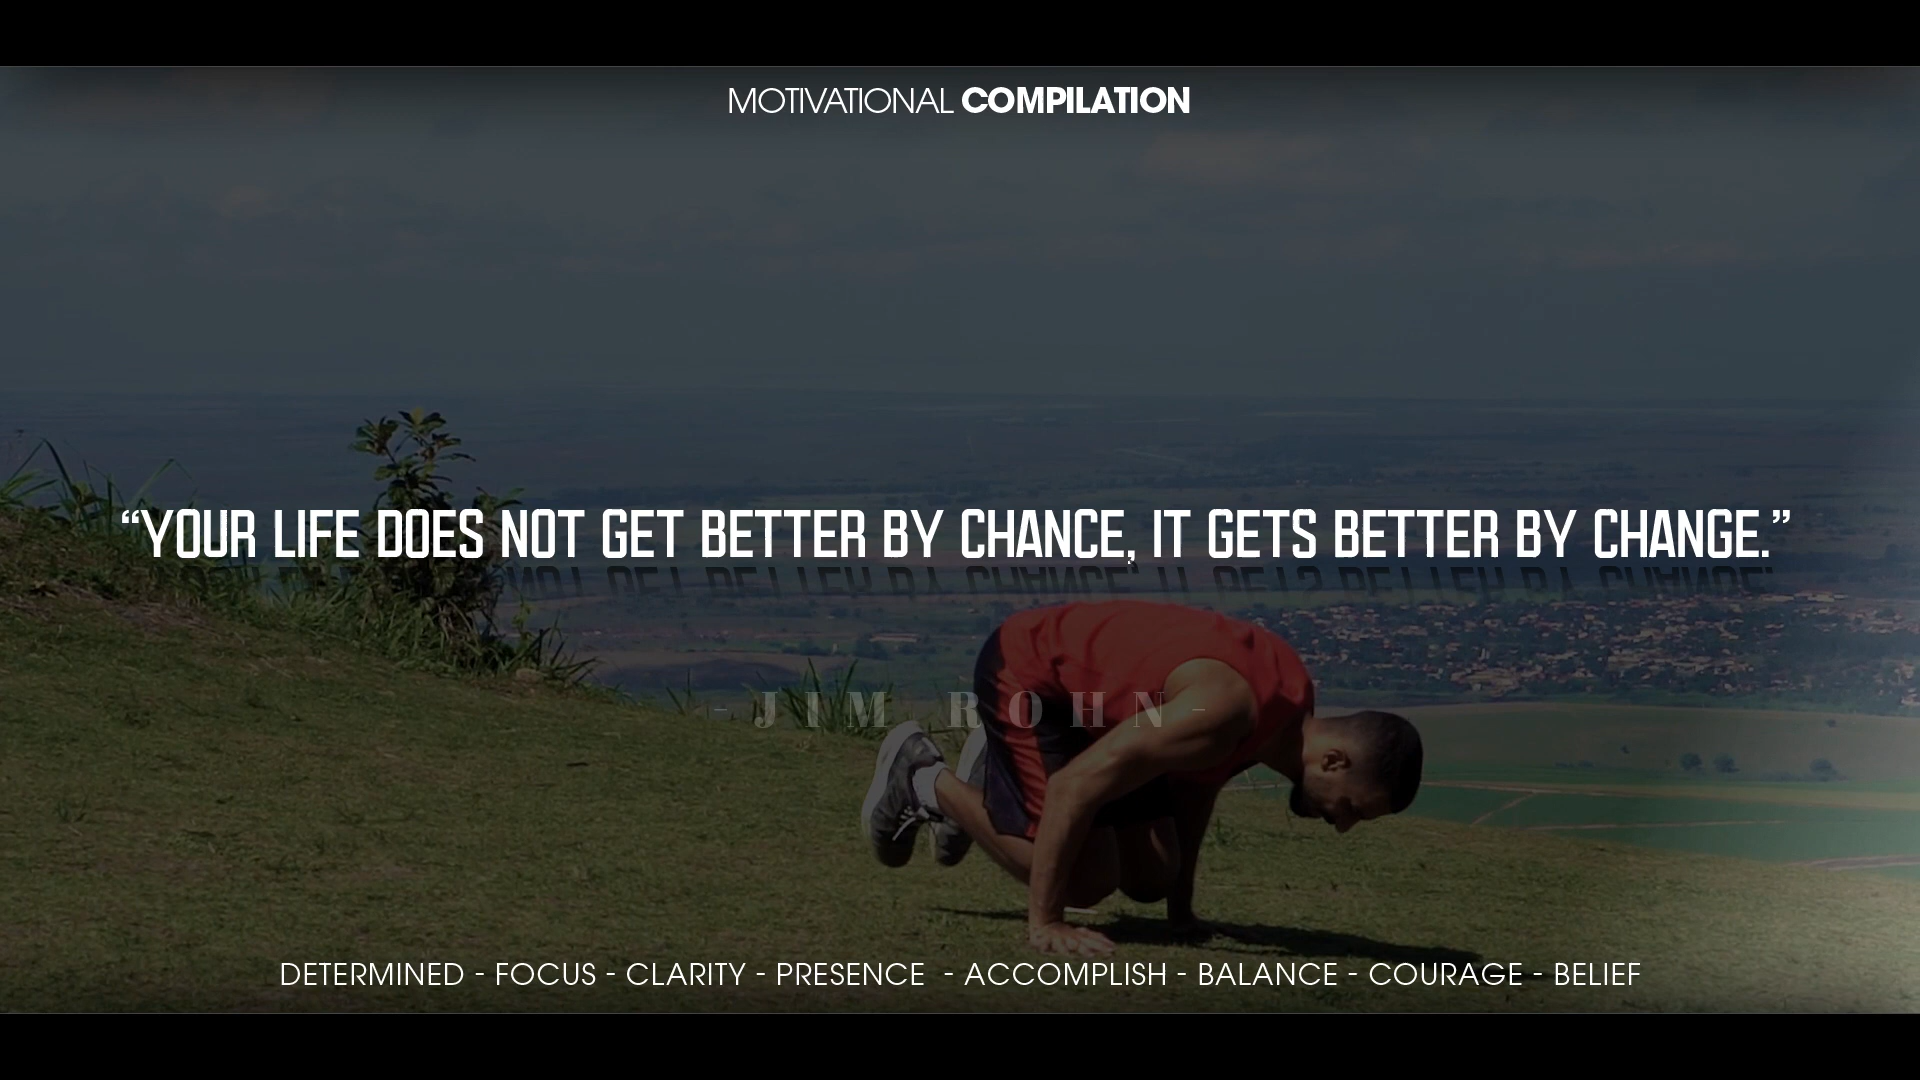 MOTIVATIONAL COMPILATION
“YOUR LIFE DOES NOT GET BETTER BY CHANCE, IT GETS BETTER BY CHANGE.”
- JIM ROHN -
DETERMINED - FOCUS - CLARITY - PRESENCE - ACCOMPLISH - BALANCE - COURAGE - BELIEF